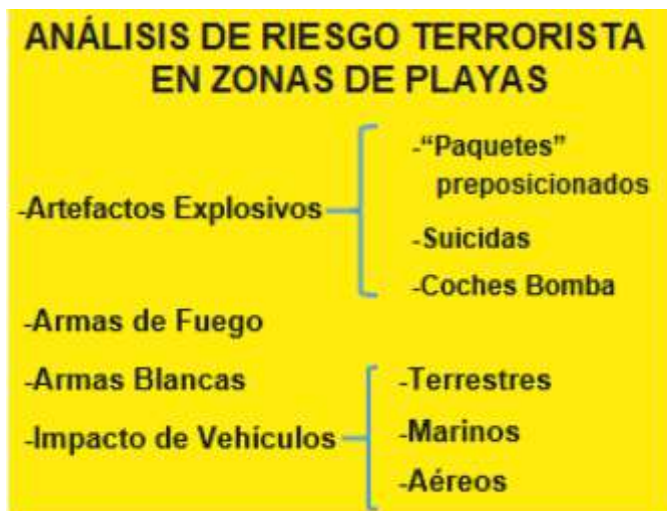 ANÁLISIS DE RIESGO TERRORISTA
EN ZONAS DE PLAYAS
-Artefactos Explosivos
-“Paquetes”
preposicionados
-Suicidas
-Coches Bomba
-Armas de Fuego
-Armas Blancas
-Impacto de Vehículos
-Terrestres
-Marinos
-Aéreos